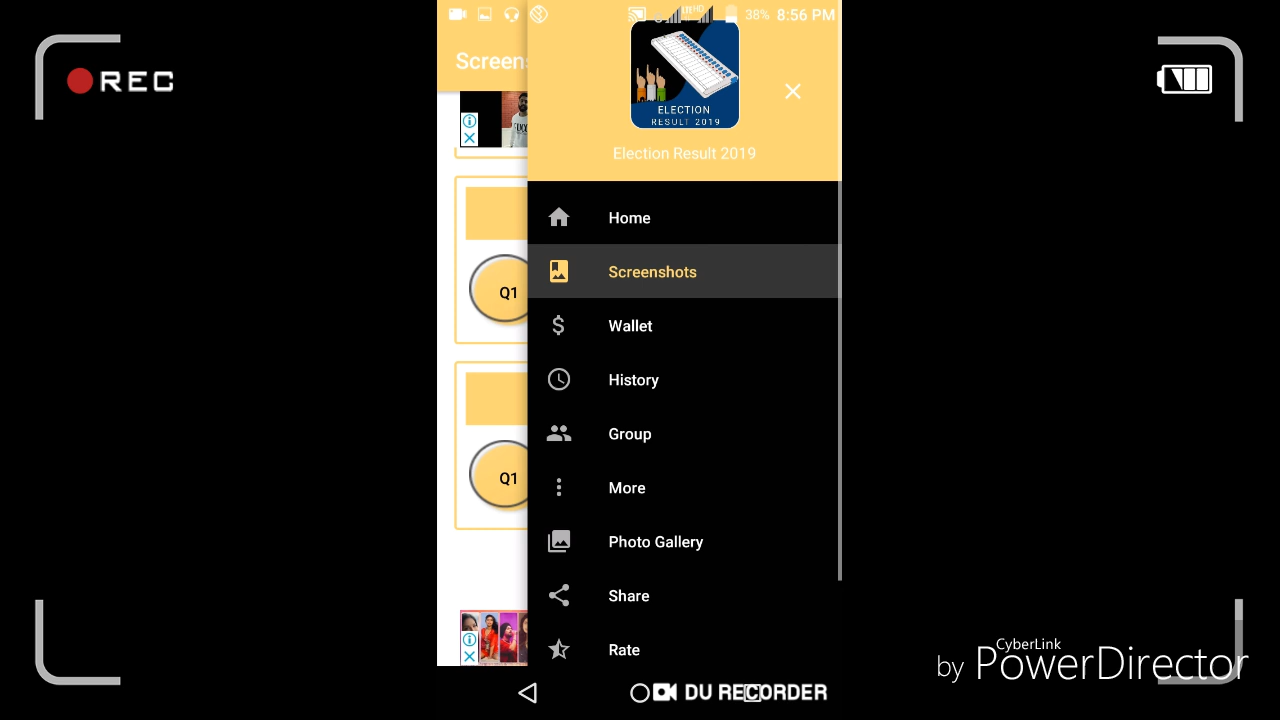 REC
38% 8:56 PM
Screens
ELECTION
RESULT 2019
Election Result 2019
Home
Screenshots
Q1
Wallet
History
Group
Q1
More
Photo Gallery
Share
Rate
CyberLink
by PowerDirector
DU RECORDER